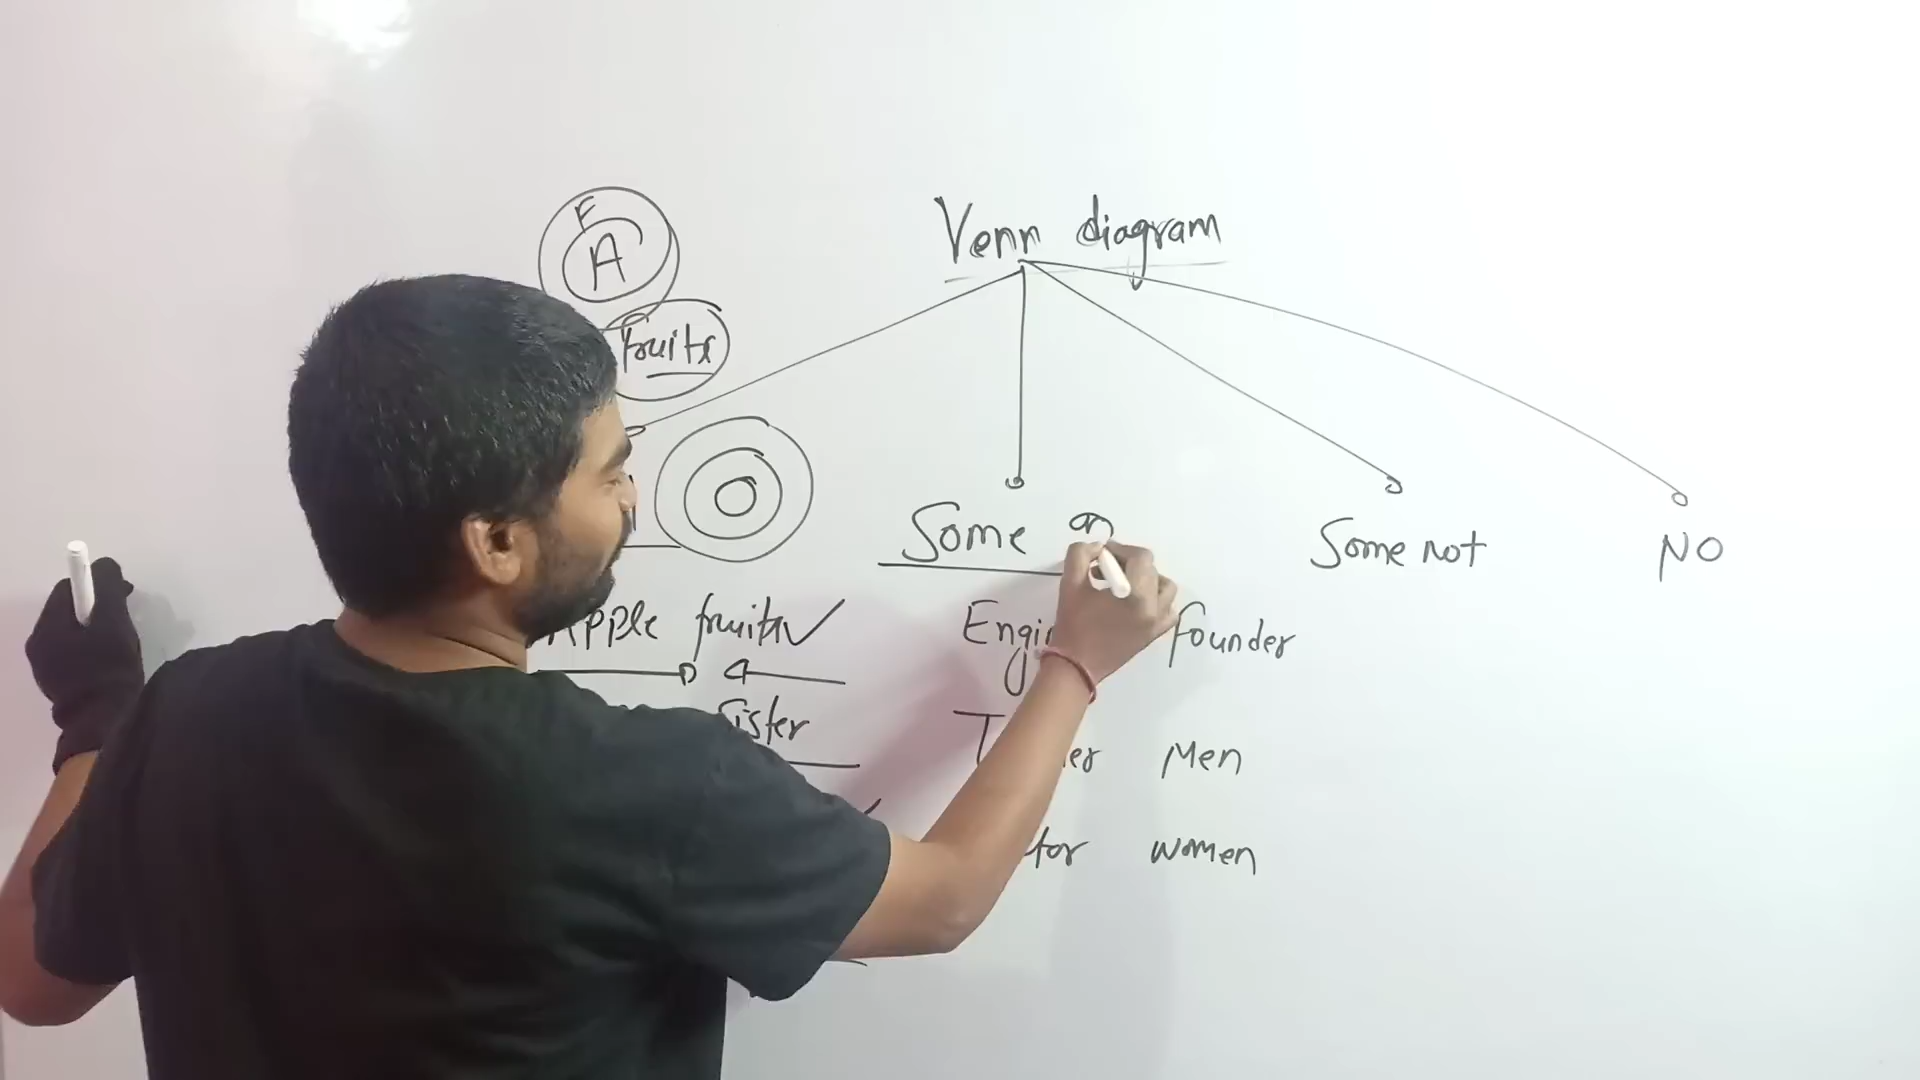 Venn diagram
F
A
fruits
Some
Some not
NO
Apple fruits
founder
Sister
Men
women